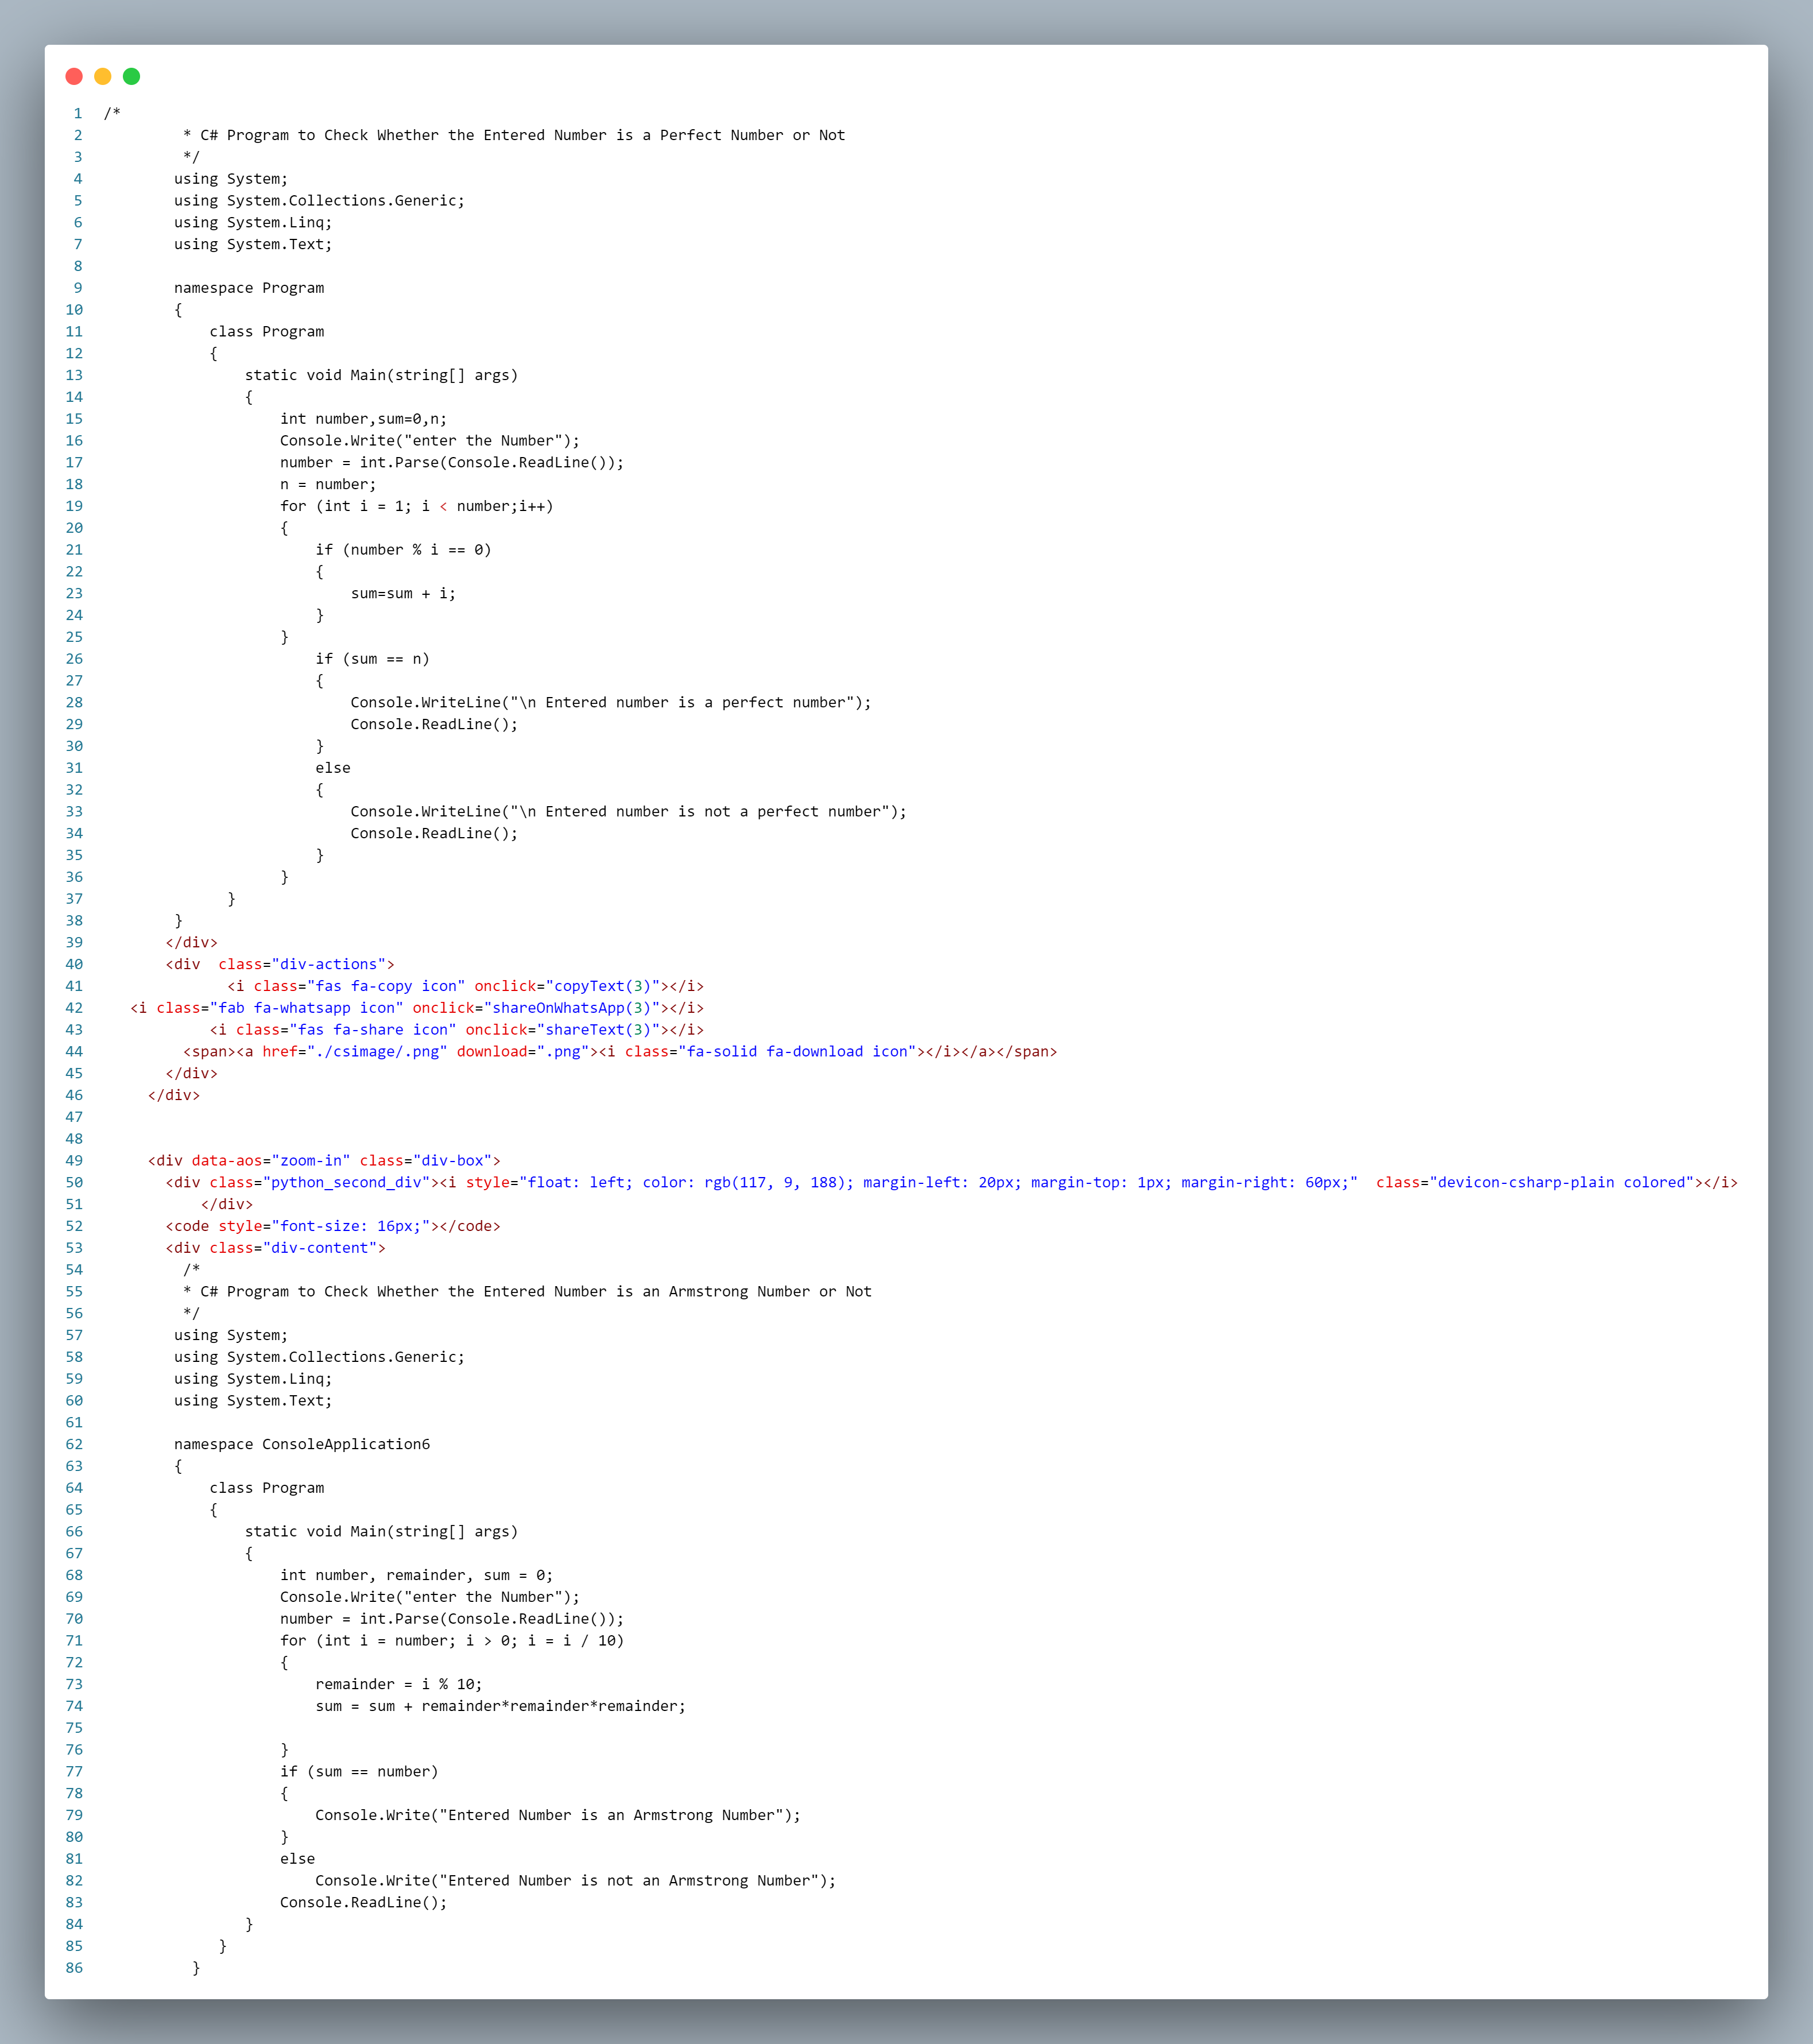 1 /*
2 * C# Program to Check Whether the Entered Number is a Perfect Number or Not
3 */
4 using System;
5 using System.Collections.Generic;
6 using System.Linq;
7 using System.Text;
8
9 namespace Program
10 {
11 class Program
12 {
13 static void Main(string[] args)
14 {
15 int number,sum=0,n;
16 Console.Write("enter the Number");
17 number = int.Parse(Console.ReadLine());
18 n = number;
19 for (int i = 1; i < number;i++)
20 {
21 if (number % i == 0)
22 {
23 sum=sum + i;
24 }
25 }
26 if (sum == n)
27 {
28 Console.WriteLine("\n Entered number is a perfect number");
29 Console.ReadLine();
30 }
31 else
32 {
33 Console.WriteLine("\n Entered number is not a perfect number");
34 Console.ReadLine();
35 }
36 }
37 }
38 }
39 </div>
40 <div  class="div-actions">
41 <i class="fas fa-copy icon" onclick="copyText(3)"></i>
42 <i class="fab fa-whatsapp icon" onclick="shareOnWhatsApp(3)"></i>
43 <i class="fas fa-share icon" onclick="shareText(3)"></i>
44 <span><a href="./csimage/.png" download=".png"><i class="fa-solid fa-download icon"></i></a></span>
45 </div>
46 </div>
47
48
49 <div data-aos="zoom-in" class="div-box">
50 <div class="python_second_div"><i style="float: left; color: rgb(117, 9, 188); margin-left: 20px; margin-top: 1px; margin-right: 60px;"  class="devicon-csharp-plain colored"></i>
51 </div>
52 <code style="font-size: 16px;"></code>
53 <div class="div-content">
54 /*
55 * C# Program to Check Whether the Entered Number is an Armstrong Number or Not
56 */
57 using System;
58 using System.Collections.Generic;
59 using System.Linq;
60 using System.Text;
61
62 namespace ConsoleApplication6
63 {
64 class Program
65 {
66 static void Main(string[] args)
67 {
68 int number, remainder, sum = 0;
69 Console.Write("enter the Number");
70 number = int.Parse(Console.ReadLine());
71 for (int i = number; i > 0; i = i / 10)
72 {
73 remainder = i % 10;
74 sum = sum + remainder*remainder*remainder;
75
76 }
77 if (sum == number)
78 {
79 Console.Write("Entered Number is an Armstrong Number");
80 }
81 else
82 Console.Write("Entered Number is not an Armstrong Number");
83 Console.ReadLine();
84 }
85 }
86 }